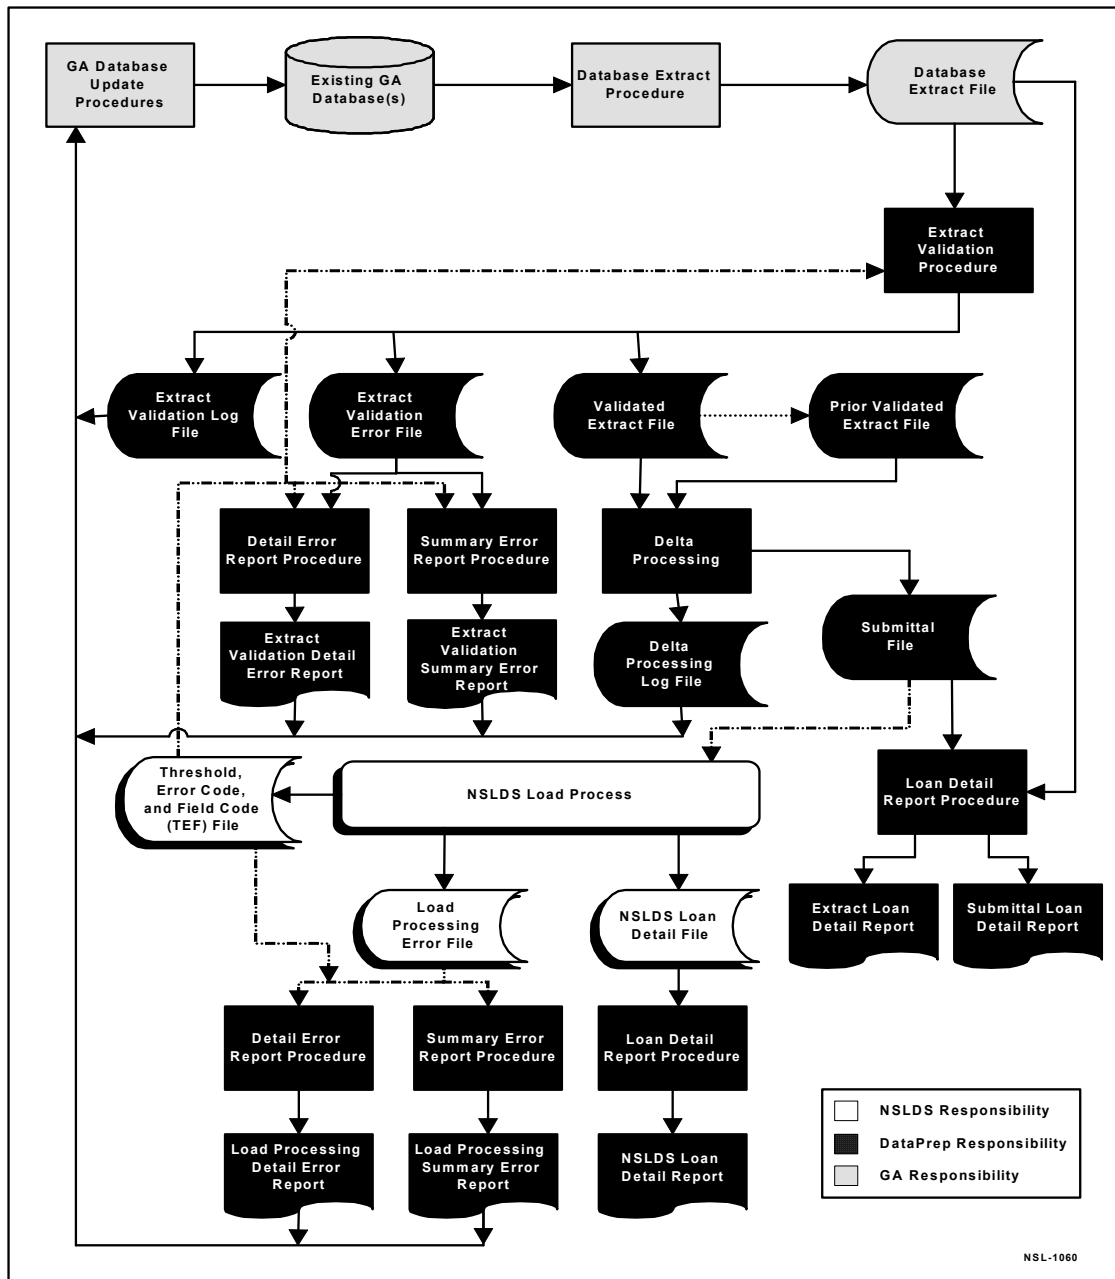 GA Database
Update
Procedures
Existing GA
Database(s)
Database Extract
Procedure
Database
Extract File
Extract
Validation
Procedure
Extract
Validation Log
File
Extract
Validation
Error File
Validated
Extract File
Prior Validated
Extract File
Detail Error
Report Procedure
Summary Error
Report Procedure
Delta
Processing
Extract
Validation Detail
Error Report
Extract
Validation
Summary Error
Report
Delta
Processing
Log File
Submittal
File
Threshold,
Error Code,
and Field Code
(TEF) File
NSLDS Load Process
Loan Detail
Report Procedure
Load
Processing
Error File
NSLDS Loan
Detail File
Extract Loan
Detail Report
Submittal Loan
Detail Report
Detail Error
Report Procedure
Summary Error
Report Procedure
Loan Detail
Report Procedure
Load Processing
Detail Error
Report
Load Processing
Summary Error
Report
NSLDS Loan
Detail Report
NSLDS Responsibility
DataPrep Responsibility
GA Responsibility
NSL-1060